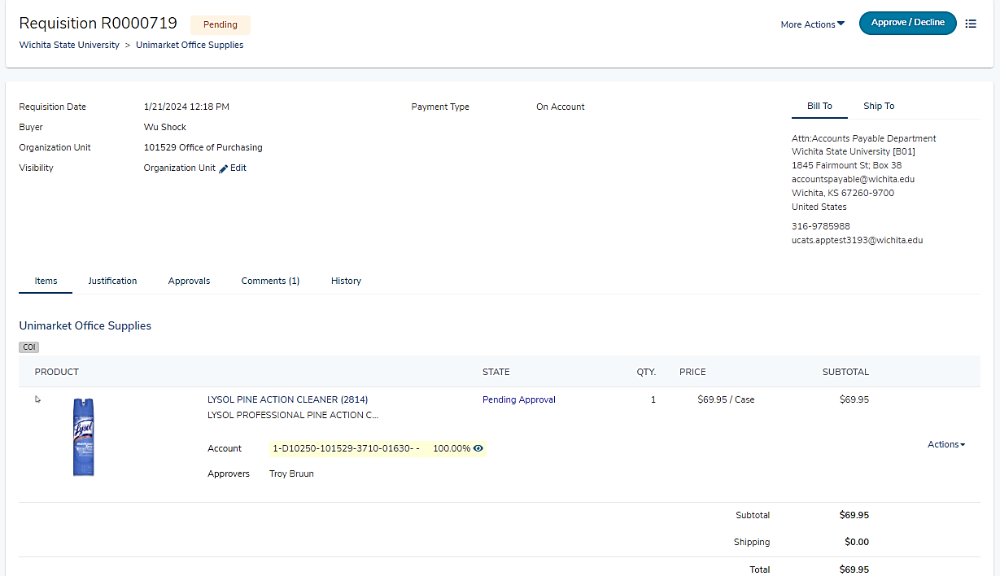 Requisition R0000719 Pending More Actions Approve / Decline
Wichita State University > Unimarket Office Supplies
Requisition Date 1/21/2024 12:18 PM Payment Type On Account
Buyer Wu Shock
Organization Unit 101529 Office of Purchasing
Visibility Organization Unit Edit
Bill To Ship To
Attn:Accounts Payable Department
Wichita State University [B01]
1845 Fairmount St; Box 38
accountspayable@wichita.edu
Wichita, KS 67260-9700
United States
316-9785988
ucats.apptest3193@wichita.edu
Items Justification Approvals Comments (1) History
Unimarket Office Supplies
COI
PRODUCT STATE QTY. PRICE SUBTOTAL
Lysol
LYSOL PINE ACTION CLEANER (2814) Pending Approval 1 $69.95 / Case $69.95
LYSOL PROFESSIONAL PINE ACTION C...
Account 1-D10250-101529-3710-01630- - 100.00%
Actions
Approvers Troy Bruun
Subtotal $69.95
Shipping $0.00
Total $69.95